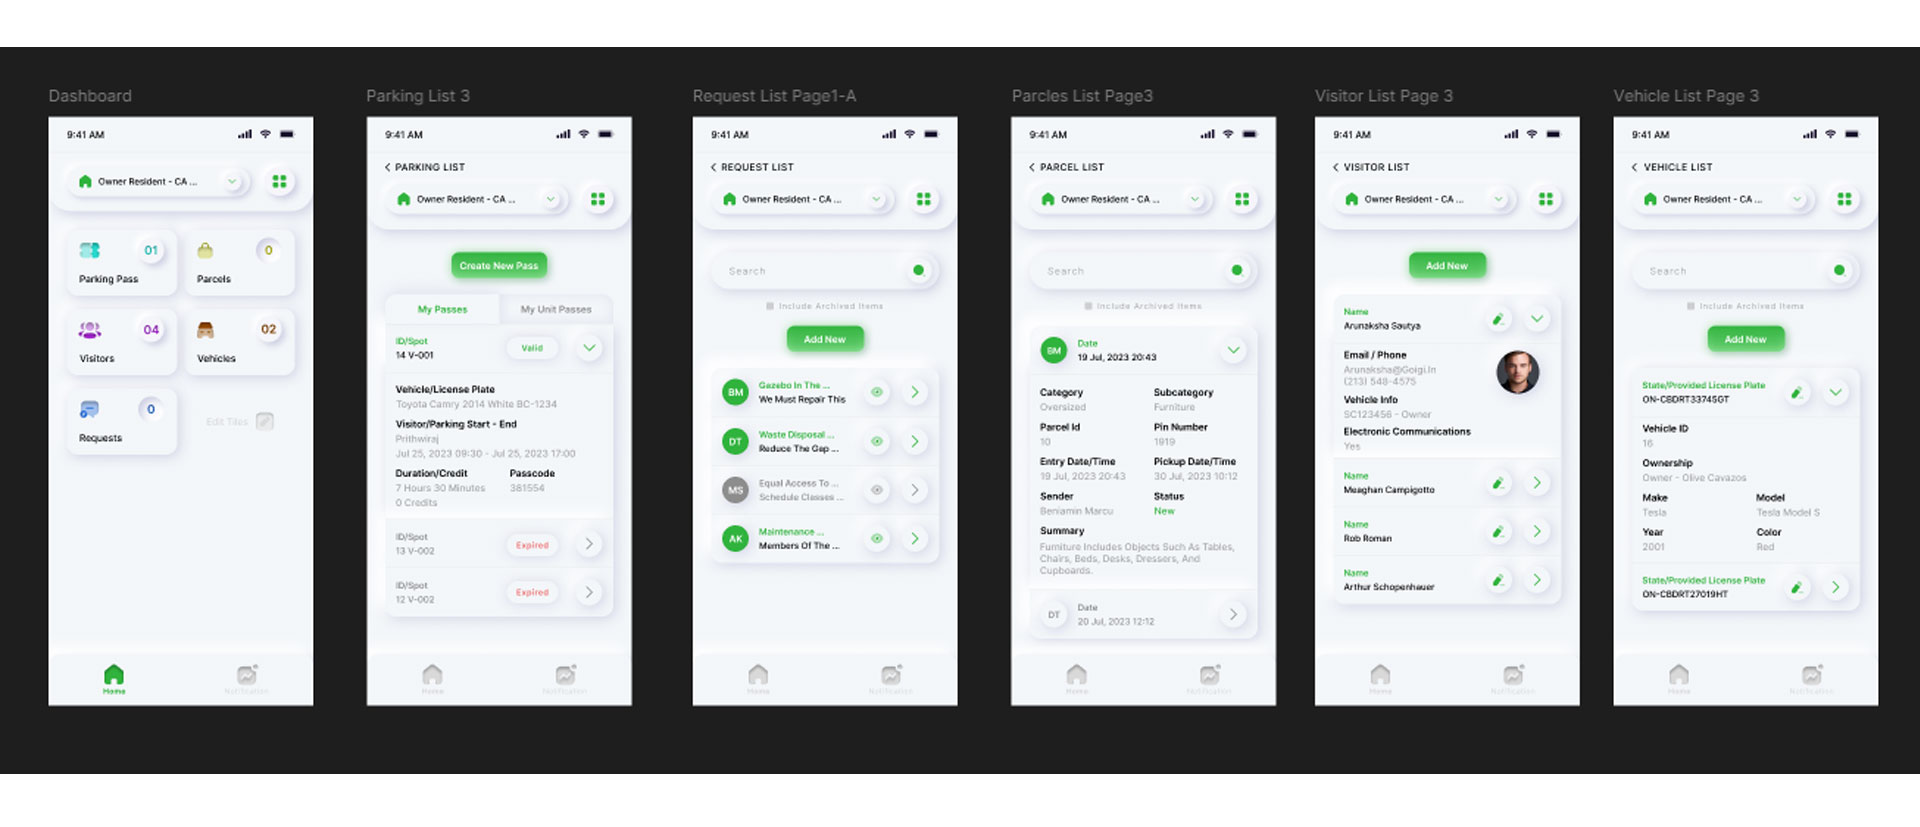 Dashboard
9:41 AM
Owner Resident - CA ...
01
Parking Pass
0
Parcels
04
Visitors
02
Vehicles
0
Requests
Edit Tiles
Home
Notification
Parking List 3
9:41 AM
PARKING LIST
Owner Resident - CA ...
Create New Pass
My Passes
My Unit Passes
ID/Spot
14 V-001
Valid
Vehicle/License Plate
Toyota Camry 2014 White BC-1234
Visitor/Parking Start - End
Prithwiraj
Jul 25, 2023 09:30 - Jul 25, 2023 17:00
Duration/Credit
Passcode
7 Hours 30 Minutes
381554
0 Credits
ID/Spot
13 V-002
Expired
ID/Spot
12 V-002
Expired
Home
Notification
Request List Page1-A
9:41 AM
REQUEST LIST
Owner Resident - CA ...
Search
Include Archived Items
Add New
BM
Gazebo In The ...
We Must Repair This
DT
Waste Disposal ...
Reduce The Gap ...
MS
Equal Access To ...
Schedule Classes ...
AK
Maintenance ...
Members Of The ...
Home
Notification
Parcles List Page3
9:41 AM
PARCEL LIST
Owner Resident - CA ...
Search
Include Archived Items
BM
Date
19 Jul, 2023 20:43
Category
Subcategory
Oversized
Furniture
Parcel Id
Pin Number
10
1919
Entry Date/Time
Pickup Date/Time
19 Jul, 2023 20:43
30 Jul, 2023 10:12
Sender
Status
Benjamin Marcu
New
Summary
Furniture Includes Objects Such As Tables,
Chairs, Beds, Desks, Dressers, And
Cupboards.
DT
Date
20 Jul, 2023 12:12
Home
Notification
Visitor List Page 3
9:41 AM
VISITOR LIST
Owner Resident - CA ...
Add New
Name
Arunaksha Sautya
Email / Phone
Arunaksha@Goigi.In
(213) 548-4575
Vehicle Info
SC123456 - Owner
Electronic Communications
Yes
Name
Meaghan Campigotto
Name
Rob Roman
Name
Arthur Schopenhauer
Home
Notification
Vehicle List Page 3
9:41 AM
VEHICLE LIST
Owner Resident - CA ...
Search
Include Archived Items
Add New
State/Provided License Plate
ON-CBDRT33745GT
Vehicle ID
16
Ownership
Owner - Olive Cavazos
Make
Model
Tesla
Tesla Model S
Year
Color
2001
Red
State/Provided License Plate
ON-CBDRT27019HT
Home
Notification